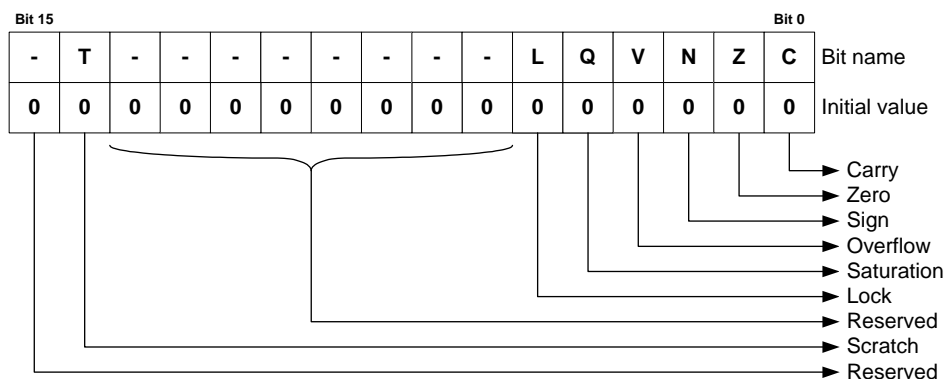 Bit 15 Bit 0
- T - - - - - - - - L Q V N Z C Bit name
0 0 0 0 0 0 0 0 0 0 0 0 0 0 0 0 Initial value
Carry
Zero
Sign
Overflow
Saturation
Lock
Reserved
Scratch
Reserved